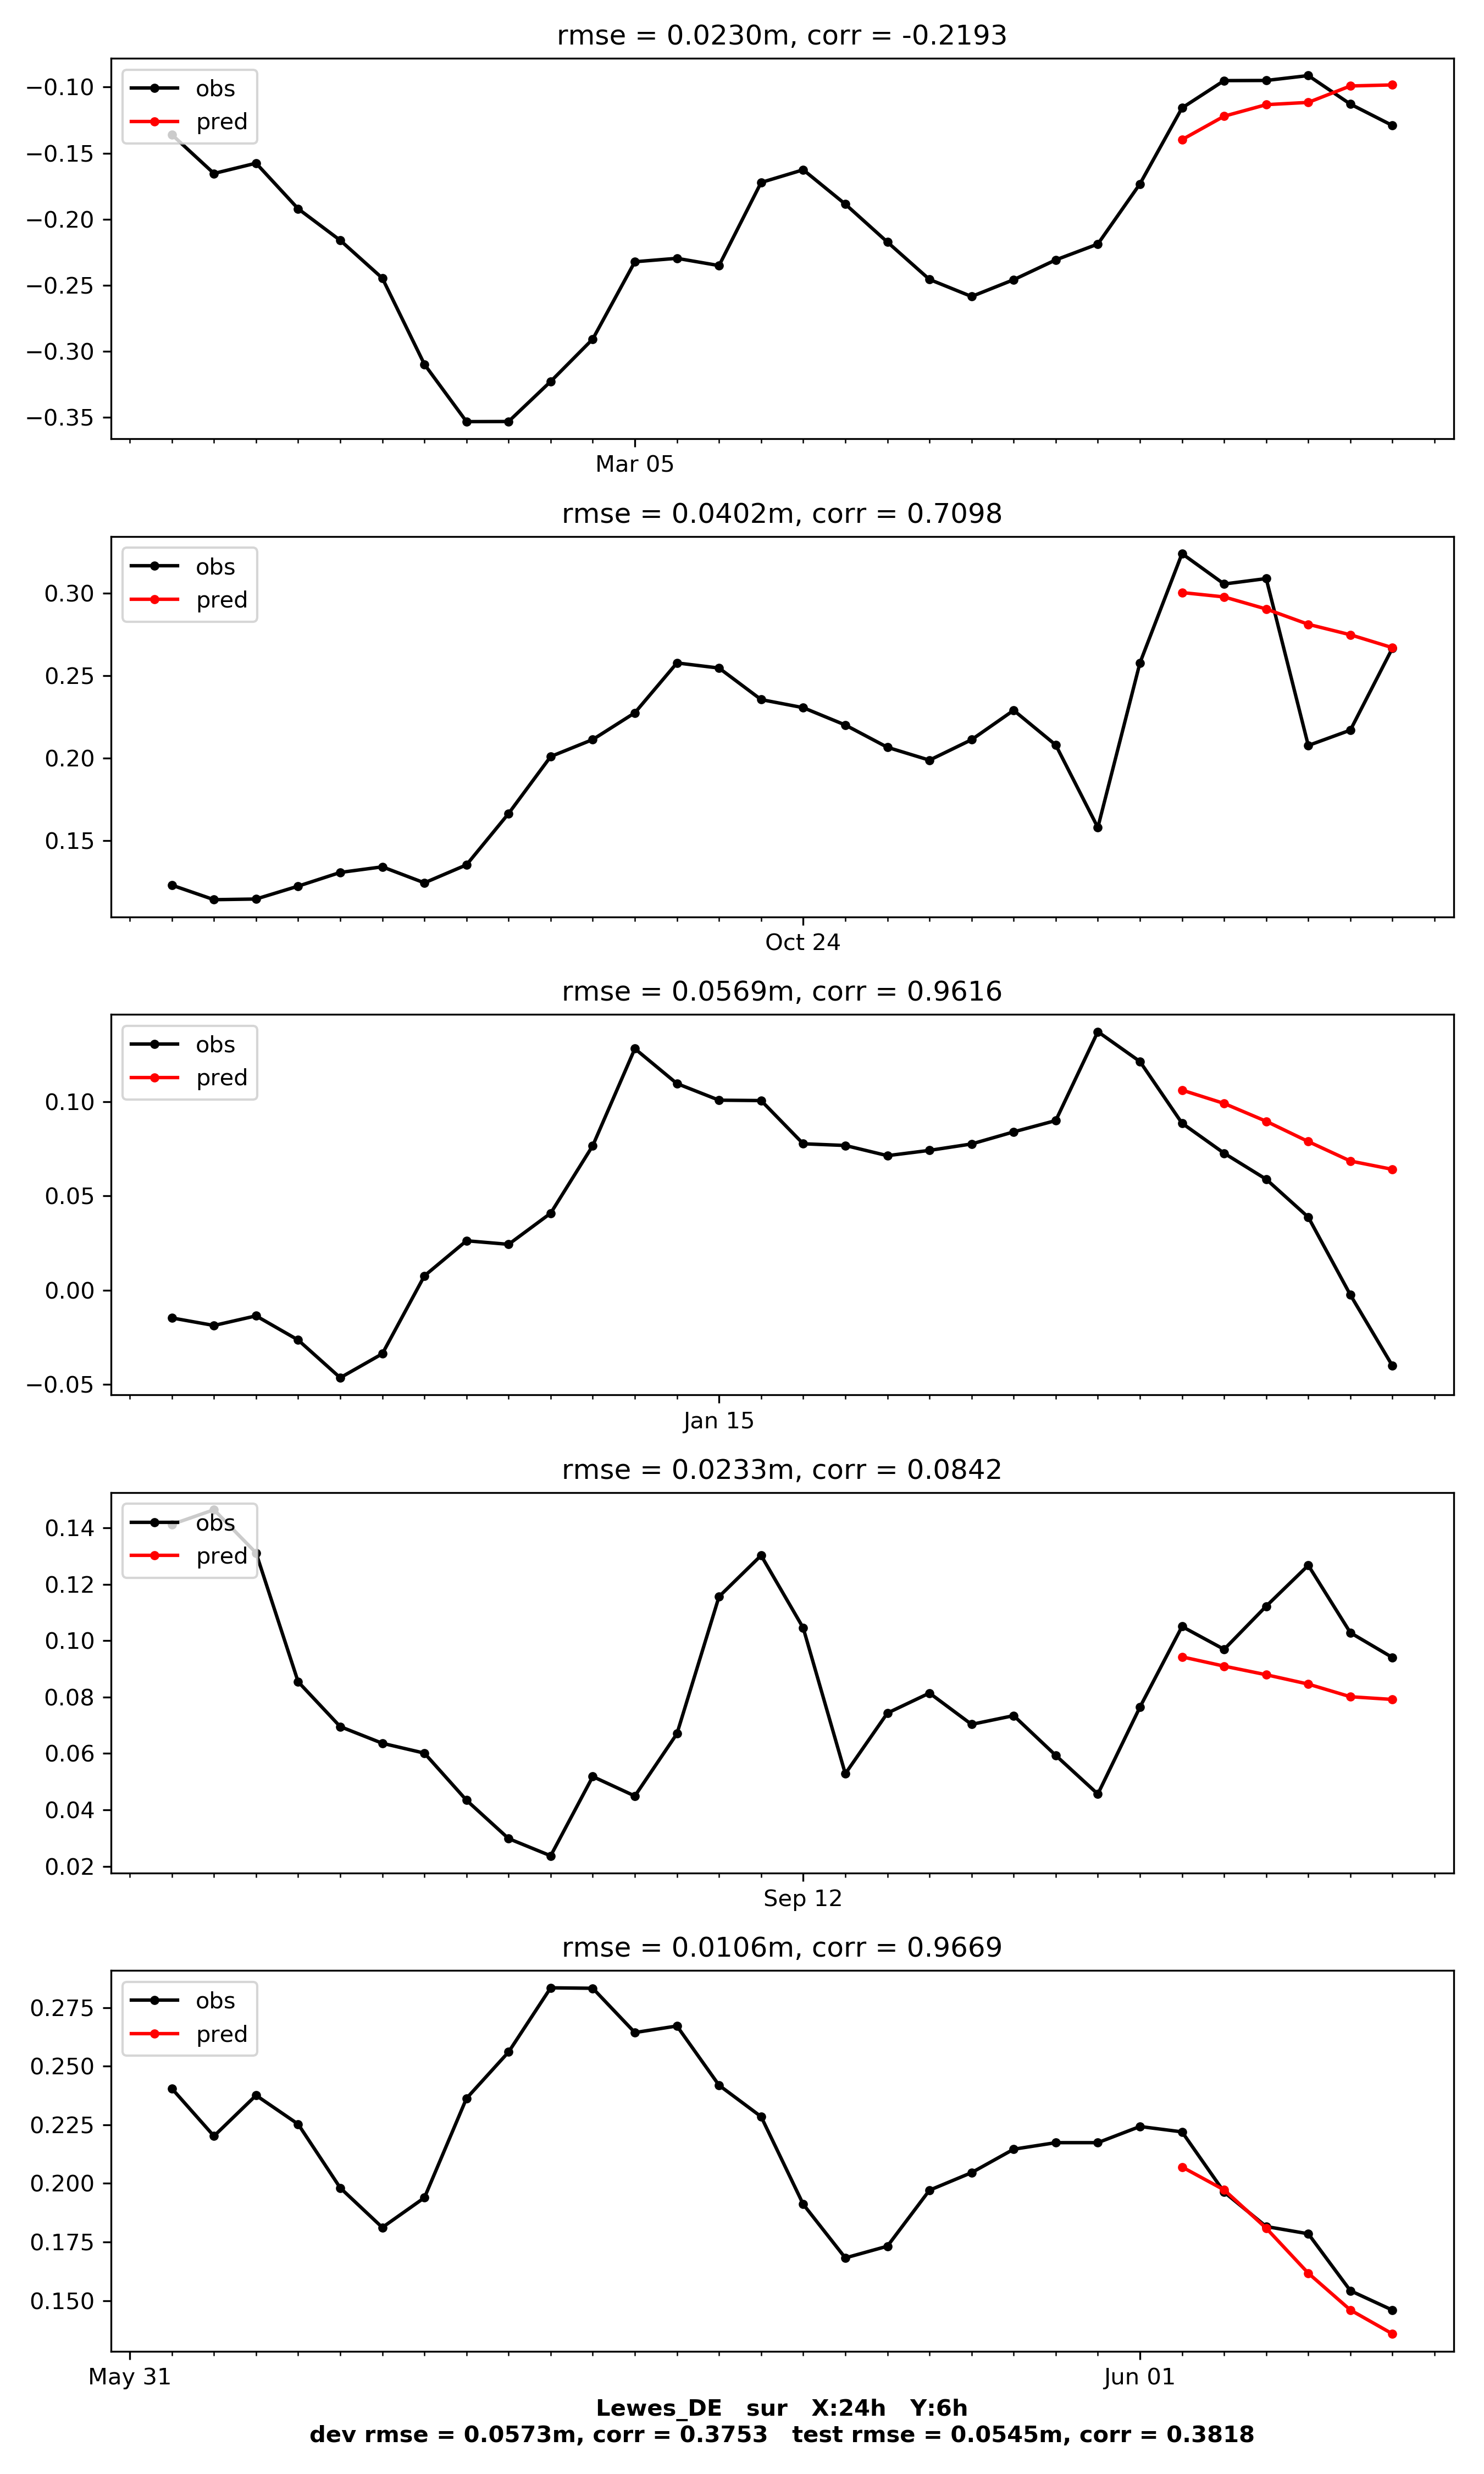 rmse = 0.0230m, corr = -0.2193
obs
pred
−0.10
−0.15
−0.20
−0.25
−0.30
−0.35
Mar 05
rmse = 0.0402m, corr = 0.7098
obs
pred
0.30
0.25
0.20
0.15
Oct 24
rmse = 0.0569m, corr = 0.9616
obs
pred
0.10
0.05
0.00
−0.05
Jan 15
rmse = 0.0233m, corr = 0.0842
obs
pred
0.14
0.12
0.10
0.08
0.06
0.04
0.02
Sep 12
rmse = 0.0106m, corr = 0.9669
obs
pred
0.275
0.250
0.225
0.200
0.175
0.150
May 31 Jun 01
Lewes_DE sur X:24h Y:6h
dev rmse = 0.0573m, corr = 0.3753 test rmse = 0.0545m, corr = 0.3818